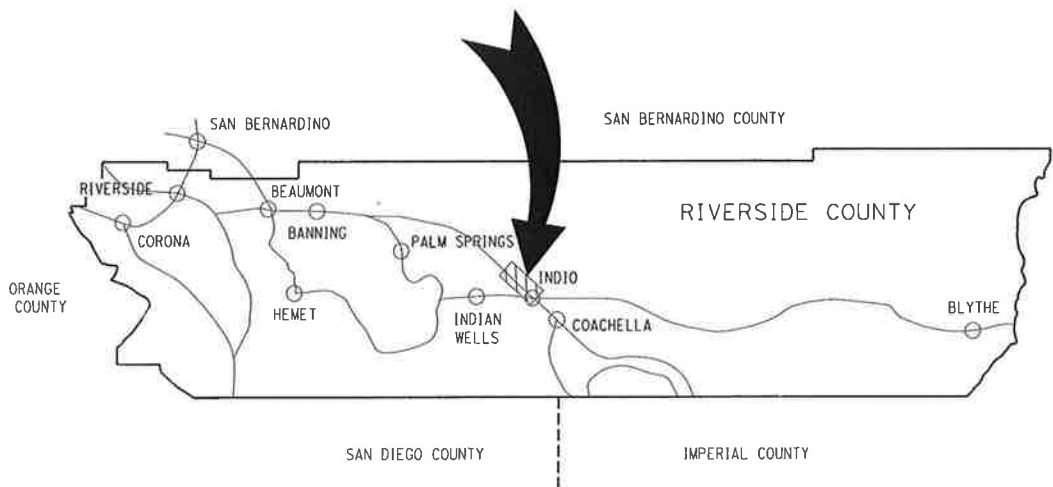 SAN BERNARDINO
SAN BERNARDINO COUNTY
RIVERSIDE
BEAUMONT
RIVERSIDE COUNTY
CORONA
BANNING
PALM SPRINGS
INDIO
ORANGE
COUNTY
HEMET
INDIAN
WELLS
COACHELLA
BLYTHE
SAN DIEGO COUNTY
IMPERIAL COUNTY